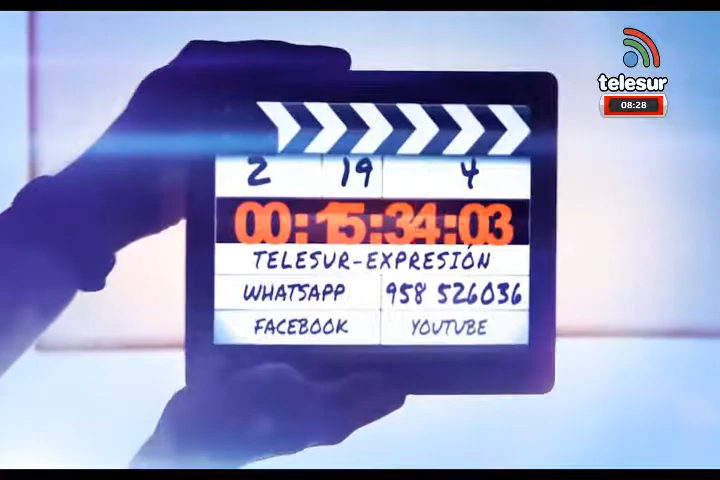 telesur
08:28
2 19 4
00:15:34:03
TELESUR-EXPRESIÓN
WHATSAPP 958 526036
FACEBOOK YOUTUBE